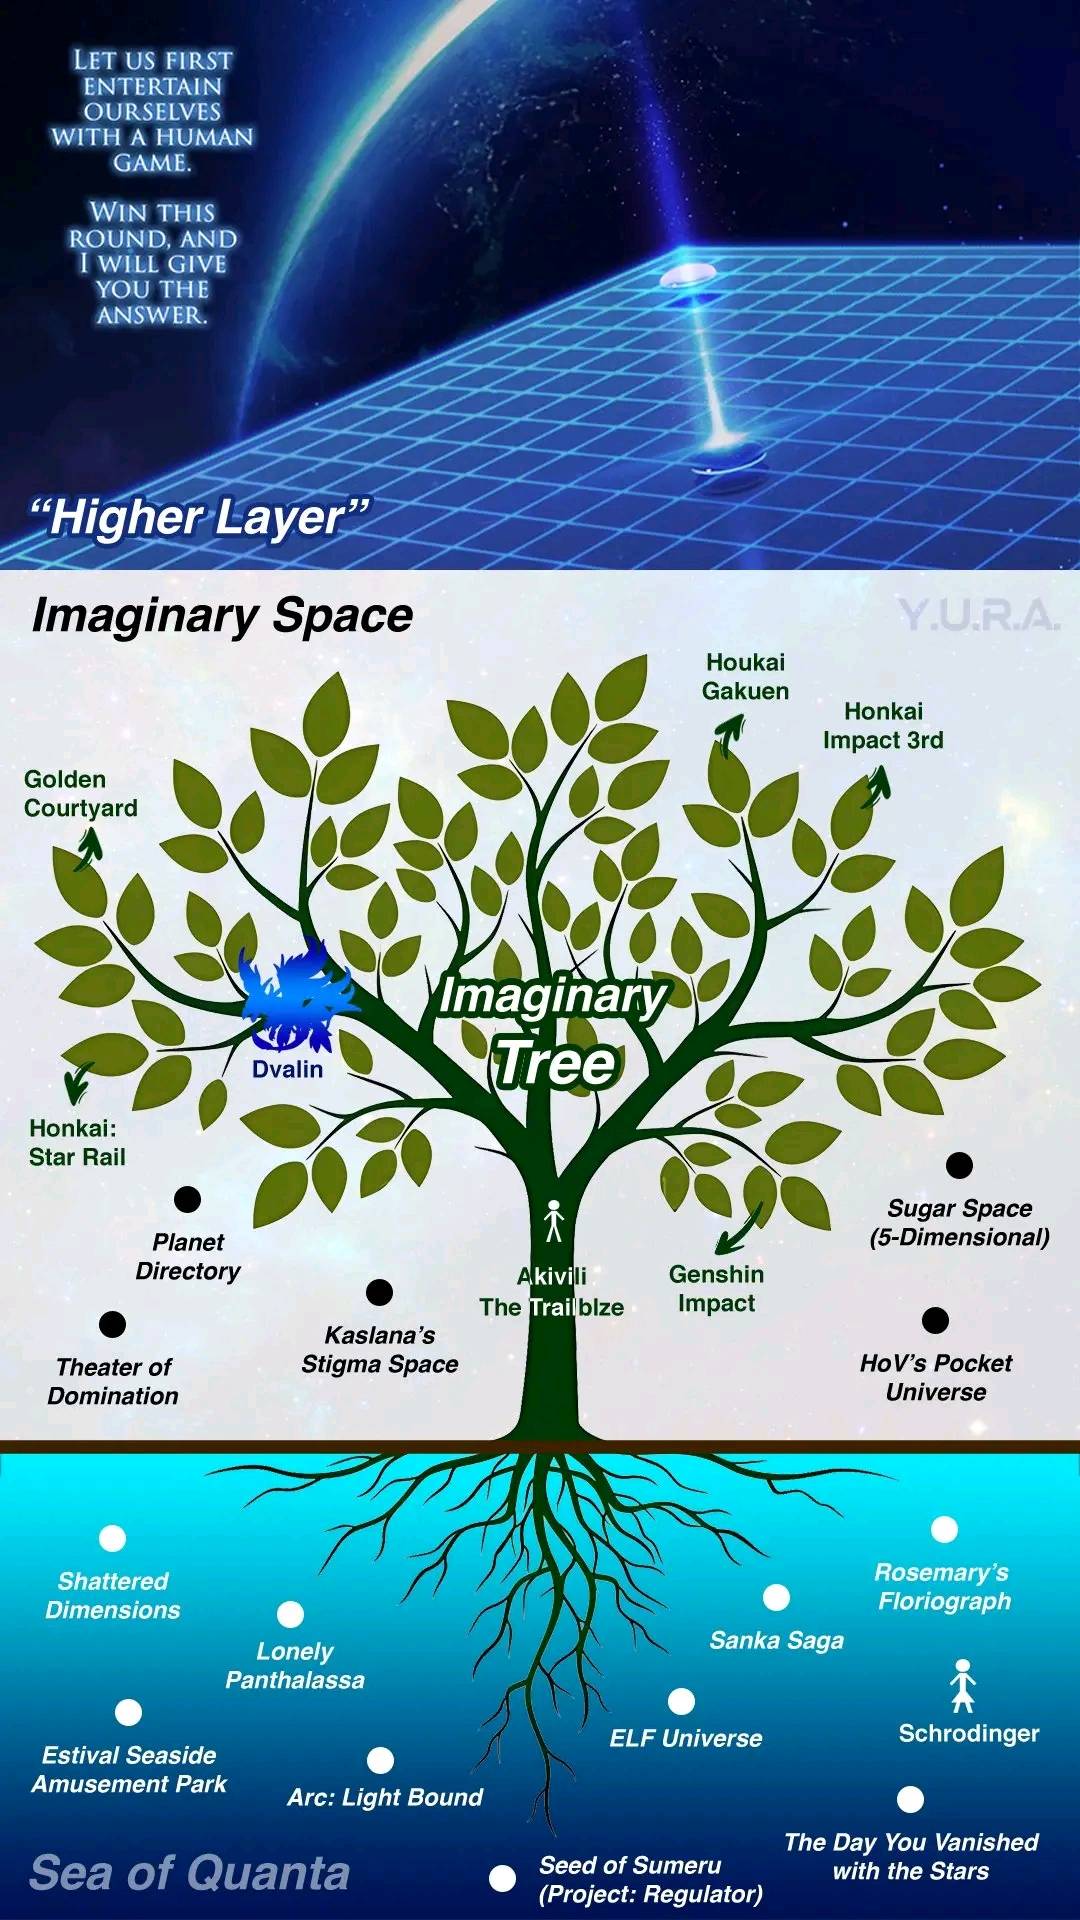 LET US FIRST
ENTERTAIN
OURSELVES
WITH A HUMAN
GAME.
WIN THIS
ROUND, AND
I WILL GIVE
YOU THE
ANSWER.
“Higher Layer”
Imaginary Space
Y.U.R.A.
Houkai
Gakuen
Honkai
Impact 3rd
Golden
Courtyard
Imaginary
Tree
Dvalin
Honkai:
Star Rail
Planet
Directory
Sugar Space
(5-Dimensional)
Akivili
The Trailblze
Genshin
Impact
Theater of
Domination
Kaslana’s
Stigma Space
HoV’s Pocket
Universe
Shattered
Dimensions
Rosemary’s
Floriograph
Lonely
Panthalassa
Sanka Saga
Schrodinger
Estival Seaside
Amusement Park
ELF Universe
Arc: Light Bound
The Day You Vanished
with the Stars
Sea of Quanta
Seed of Sumeru
(Project: Regulator)